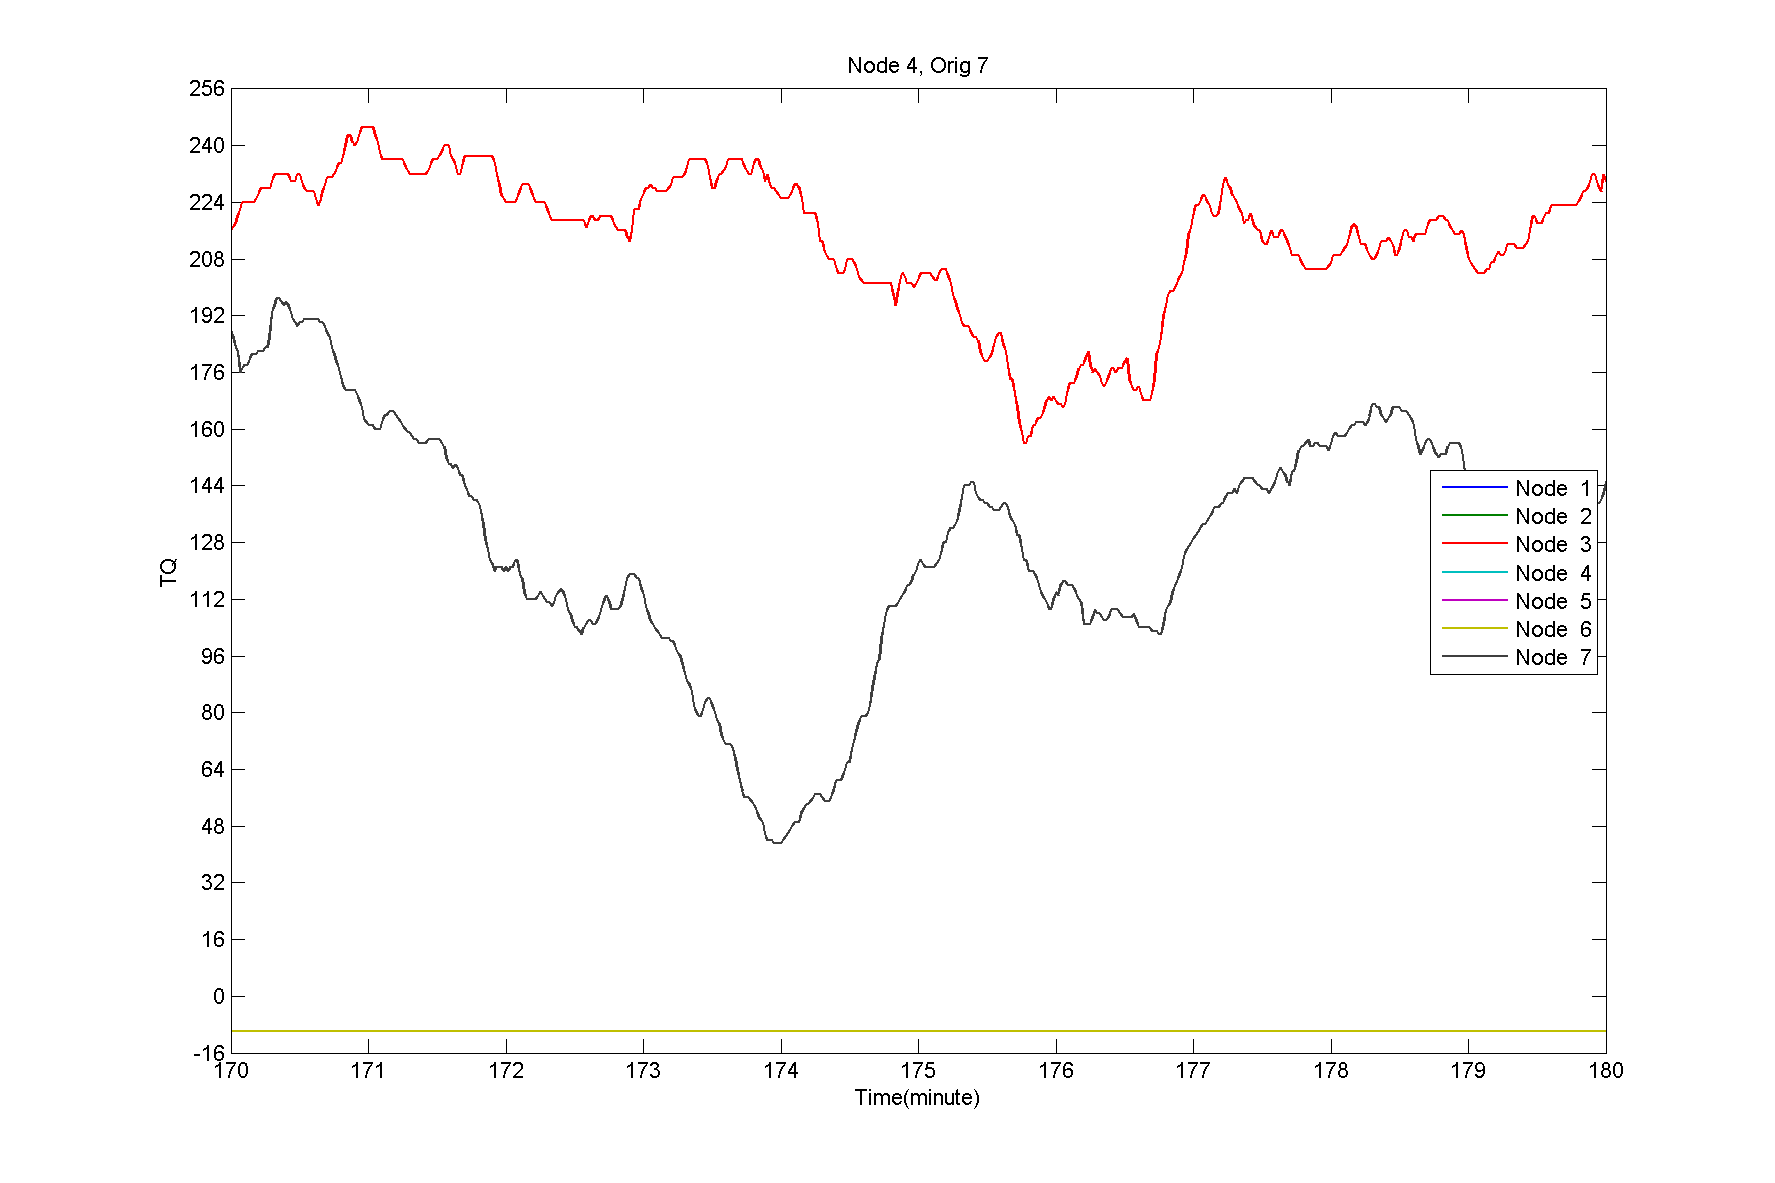 Node 4, Orig 7
256
240
224
208
192
176
160
144
128
112
96
80
64
48
32
16
0
-16
TQ
170 171 172 173 174 175 176 177 178 179 180
Time(minute)
Node 1
Node 2
Node 3
Node 4
Node 5
Node 6
Node 7